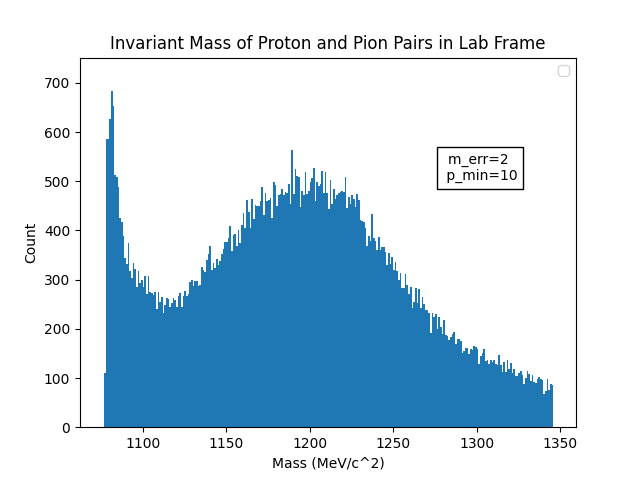 Invariant Mass of Proton and Pion Pairs in Lab Frame
700
600
500
400
300
200
100
0
Count
m_err=2
p_min=10
1100
1150
1200
1250
1300
1350
Mass (MeV/c^2)